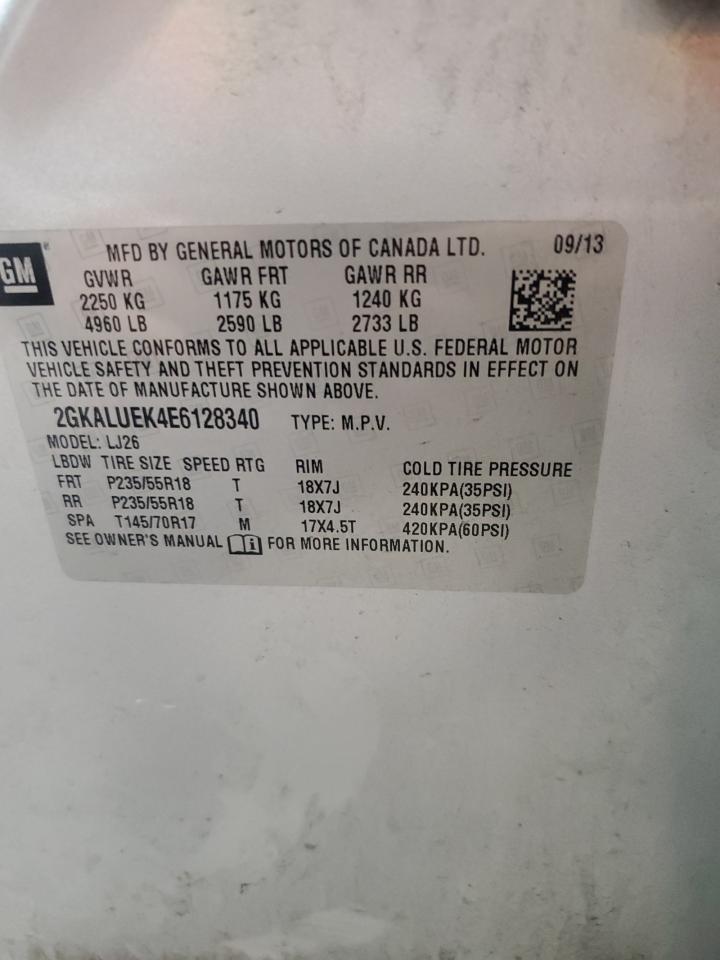 GM
MFD BY GENERAL MOTORS OF CANADA LTD. 09/13
GVWR GAWR FRT GAWR RR
2250 KG 1175 KG 1240 KG
4960 LB 2590 LB 2733 LB
THIS VEHICLE CONFORMS TO ALL APPLICABLE U.S. FEDERAL MOTOR
VEHICLE SAFETY AND THEFT PREVENTION STANDARDS IN EFFECT ON
THE DATE OF MANUFACTURE SHOWN ABOVE.
2GKALUEK4E6128340 TYPE: M.P.V.
MODEL: LJ26
LBDW TIRE SIZE SPEED RTG RIM COLD TIRE PRESSURE
FRT P235/55R18 T 18X7J 240KPA(35PSI)
RR P235/55R18 T 18X7J 240KPA(35PSI)
SPA T145/70R17 M 17X4.5T 420KPA(60PSI)
SEE OWNER'S MANUAL i FOR MORE INFORMATION.